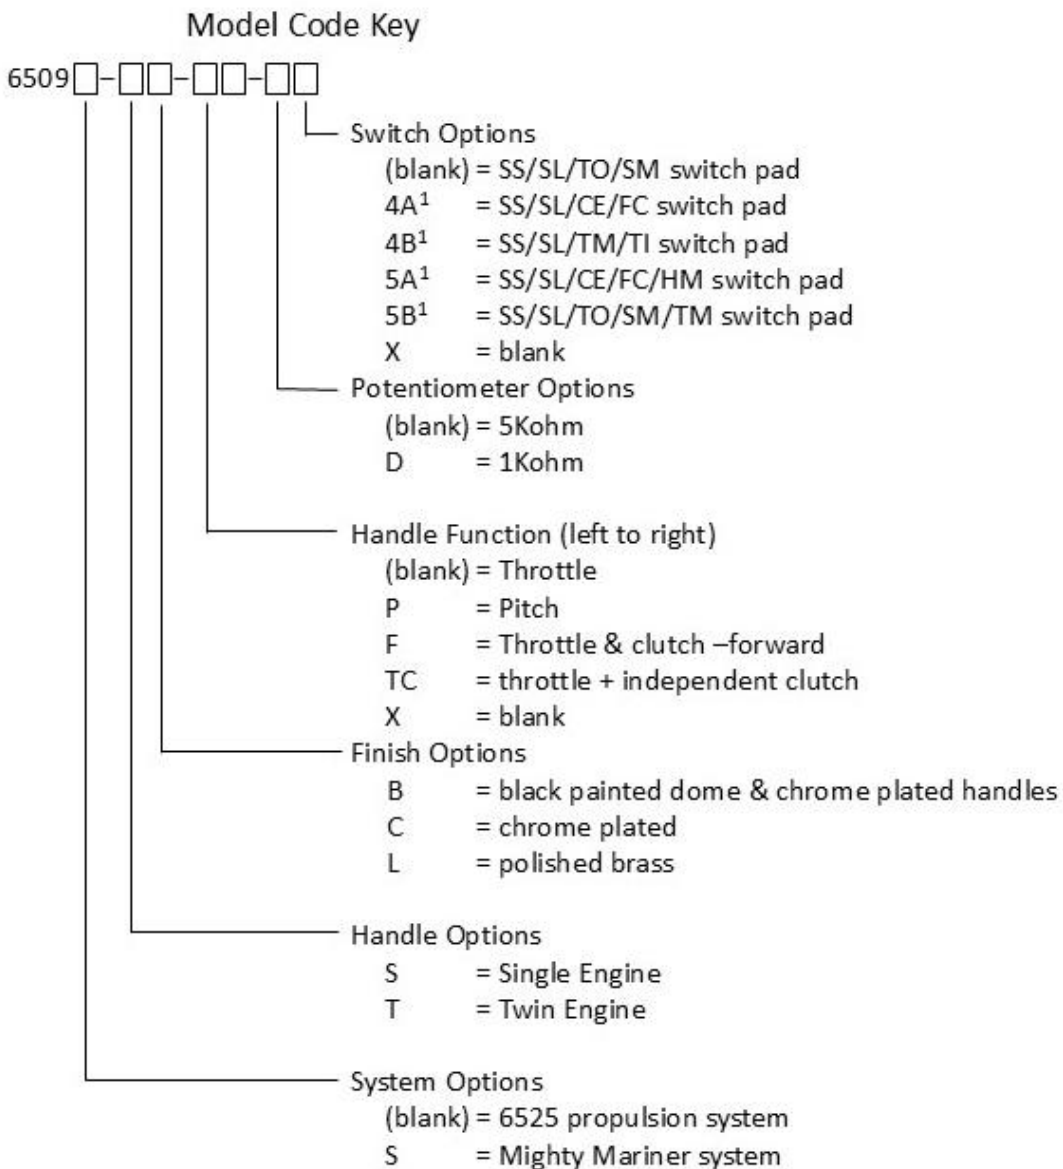 Model Code Key
6509□-□□-□□-□□
Switch Options
(blank) = SS/SL/TO/SM switch pad
4A¹ = SS/SL/CE/FC switch pad
4B¹ = SS/SL/TM/TI switch pad
5A¹ = SS/SL/CE/FC/HM switch pad
5B¹ = SS/SL/TO/SM/TM switch pad
X = blank
Potentiometer Options
(blank) = 5Kohm
D = 1Kohm
Handle Function (left to right)
(blank) = Throttle
P = Pitch
F = Throttle & clutch –forward
TC = throttle + independent clutch
X = blank
Finish Options
B = black painted dome & chrome plated handles
C = chrome plated
L = polished brass
Handle Options
S = Single Engine
T = Twin Engine
System Options
(blank) = 6525 propulsion system
S = Mighty Mariner system